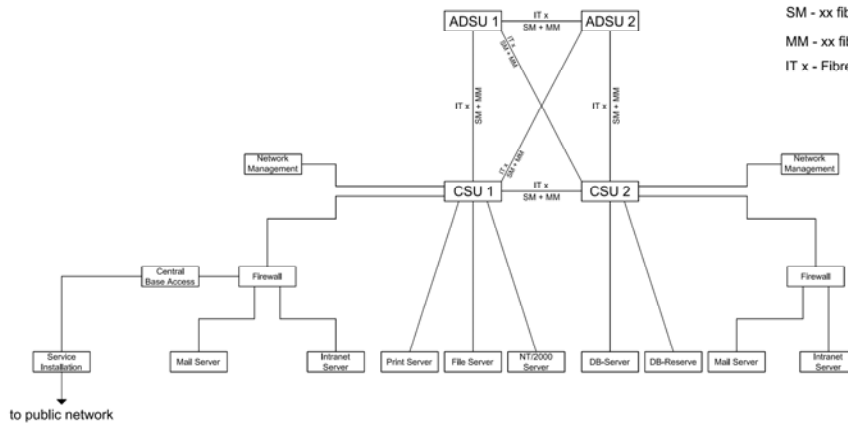 SM - xx fib
MM - xx fib
IT x - Fibre
ADSU 1
IT x
SM + MM
ADSU 2
IT x
SM + MM
IT x
SM + MM
IT x
SM + MM
IT x
SM + MM
Network
Management
CSU 1
IT x
SM + MM
CSU 2
Network
Management
Central
Base Access
Firewall
Firewall
Service
Installation
Mail Server
Intranet
Server
Print Server
File Server
NT/2000
Server
DB-Server
DB-Reserve
Mail Server
Intranet
Server
to public network